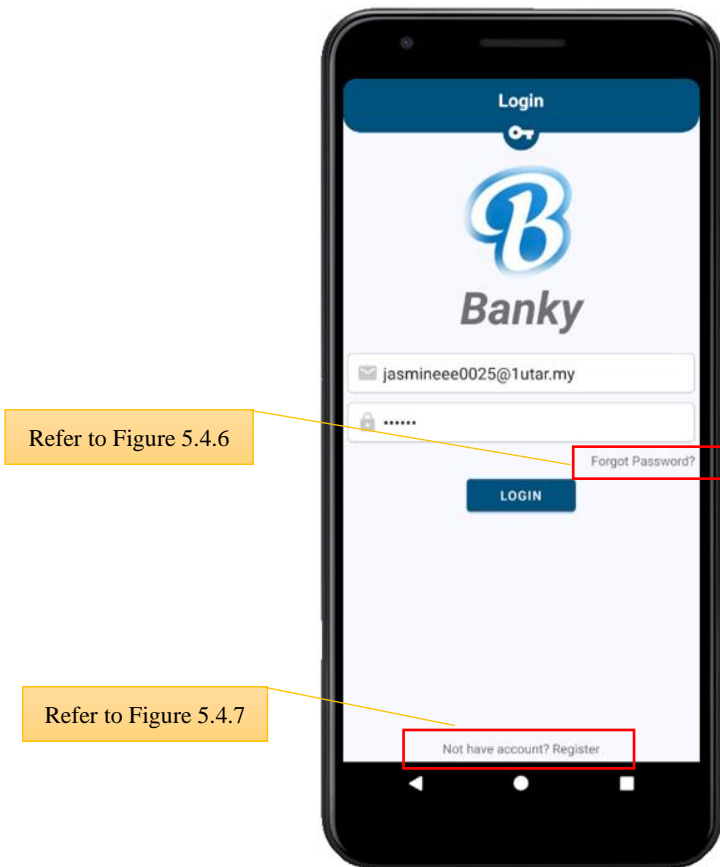 Login
B
Banky
jasmineee0025@1utar.my
••••••
Refer to Figure 5.4.6
Forgot Password?
LOGIN
Refer to Figure 5.4.7
Not have account? Register